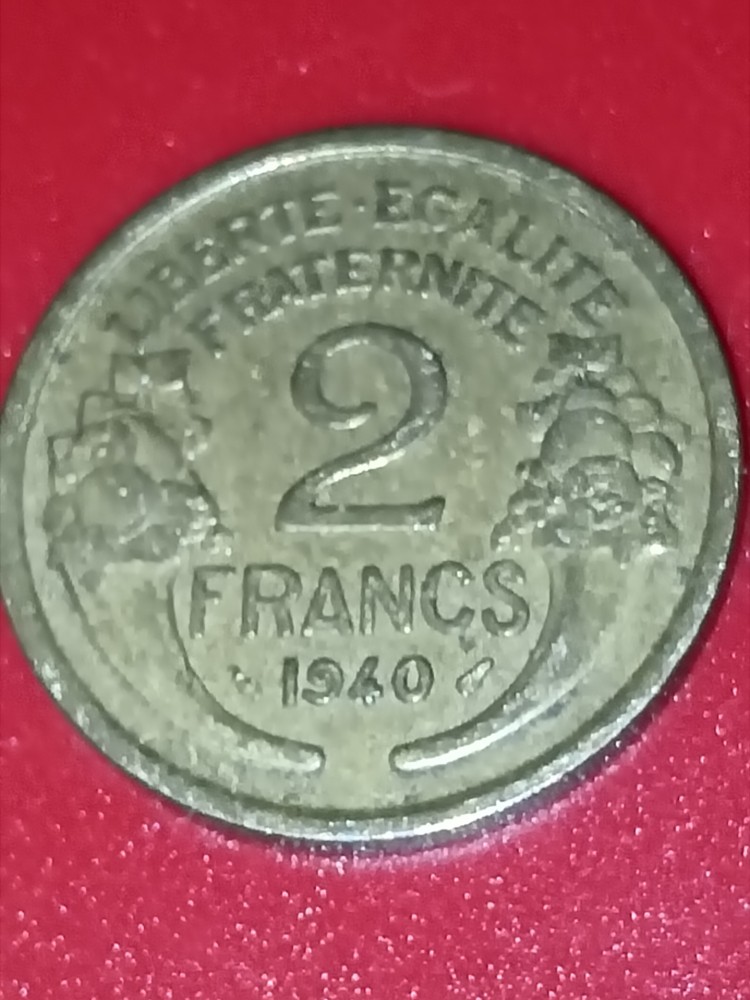 LIBERTE·EGALITE
FRATERNITE
2
FRANCS
1940